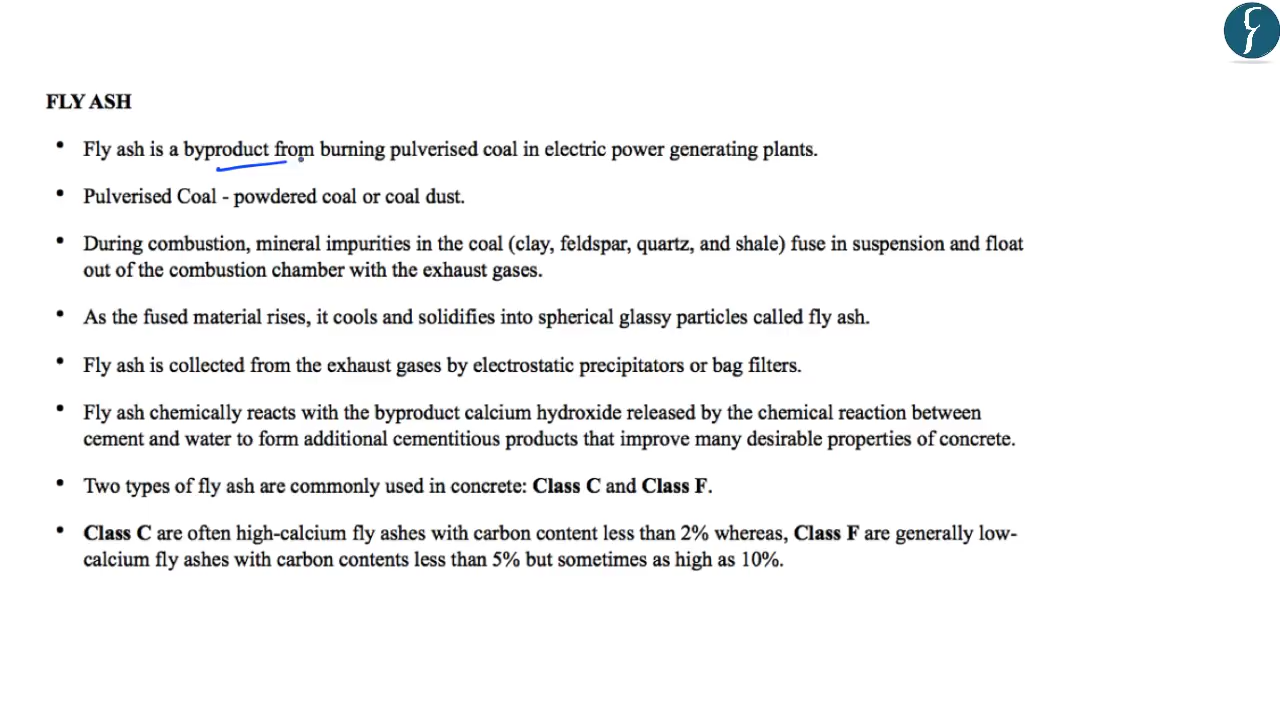 FLY ASH
• Fly ash is a byproduct from burning pulverised coal in electric power generating plants.
• Pulverised Coal - powdered coal or coal dust.
• During combustion, mineral impurities in the coal (clay, feldspar, quartz, and shale) fuse in suspension and float
out of the combustion chamber with the exhaust gases.
• As the fused material rises, it cools and solidifies into spherical glassy particles called fly ash.
• Fly ash is collected from the exhaust gases by electrostatic precipitators or bag filters.
• Fly ash chemically reacts with the byproduct calcium hydroxide released by the chemical reaction between
cement and water to form additional cementitious products that improve many desirable properties of concrete.
• Two types of fly ash are commonly used in concrete: Class C and Class F.
• Class C are often high-calcium fly ashes with carbon content less than 2% whereas, Class F are generally low-
calcium fly ashes with carbon contents less than 5% but sometimes as high as 10%.